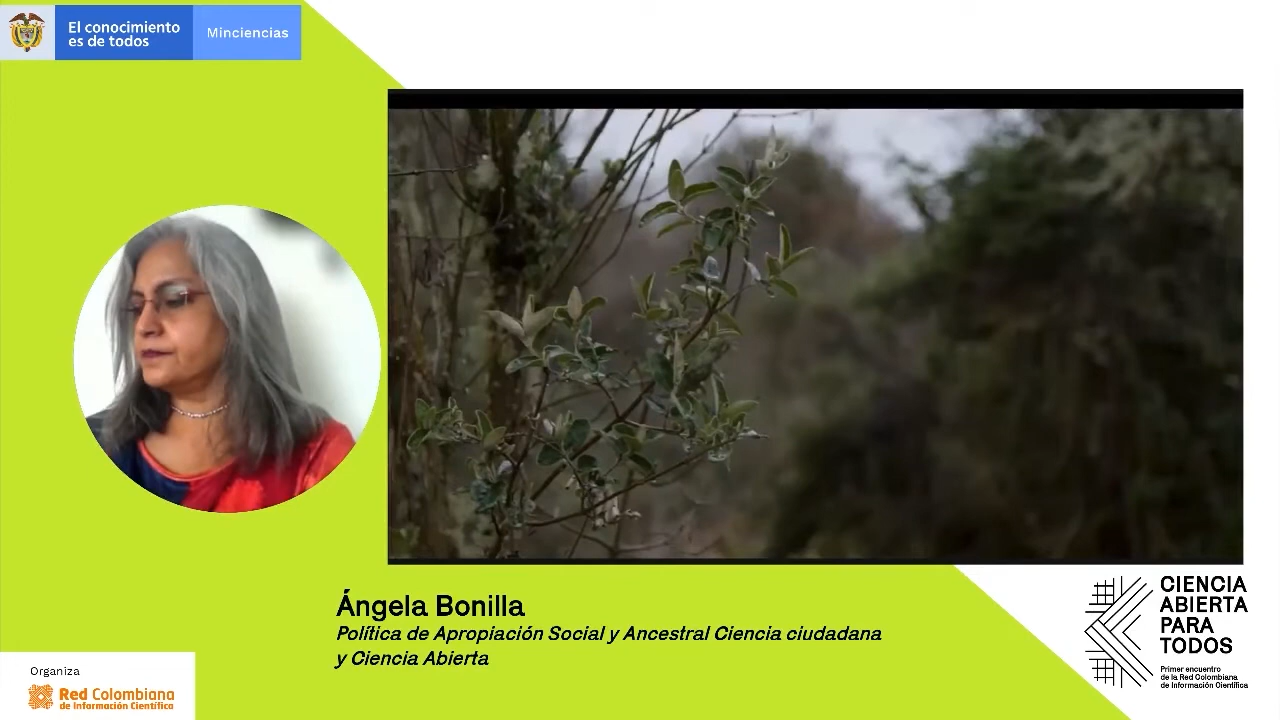 El conocimiento
es de todos
Minciencias
Ángela Bonilla
Política de Apropiación Social y Ancestral Ciencia ciudadana
y Ciencia Abierta
CIENCIA
ABIERTA
PARA
TODOS
Primer encuentro
de la Red Colombiana
de Información Científica
Organiza
Red Colombiana
de Información Científica